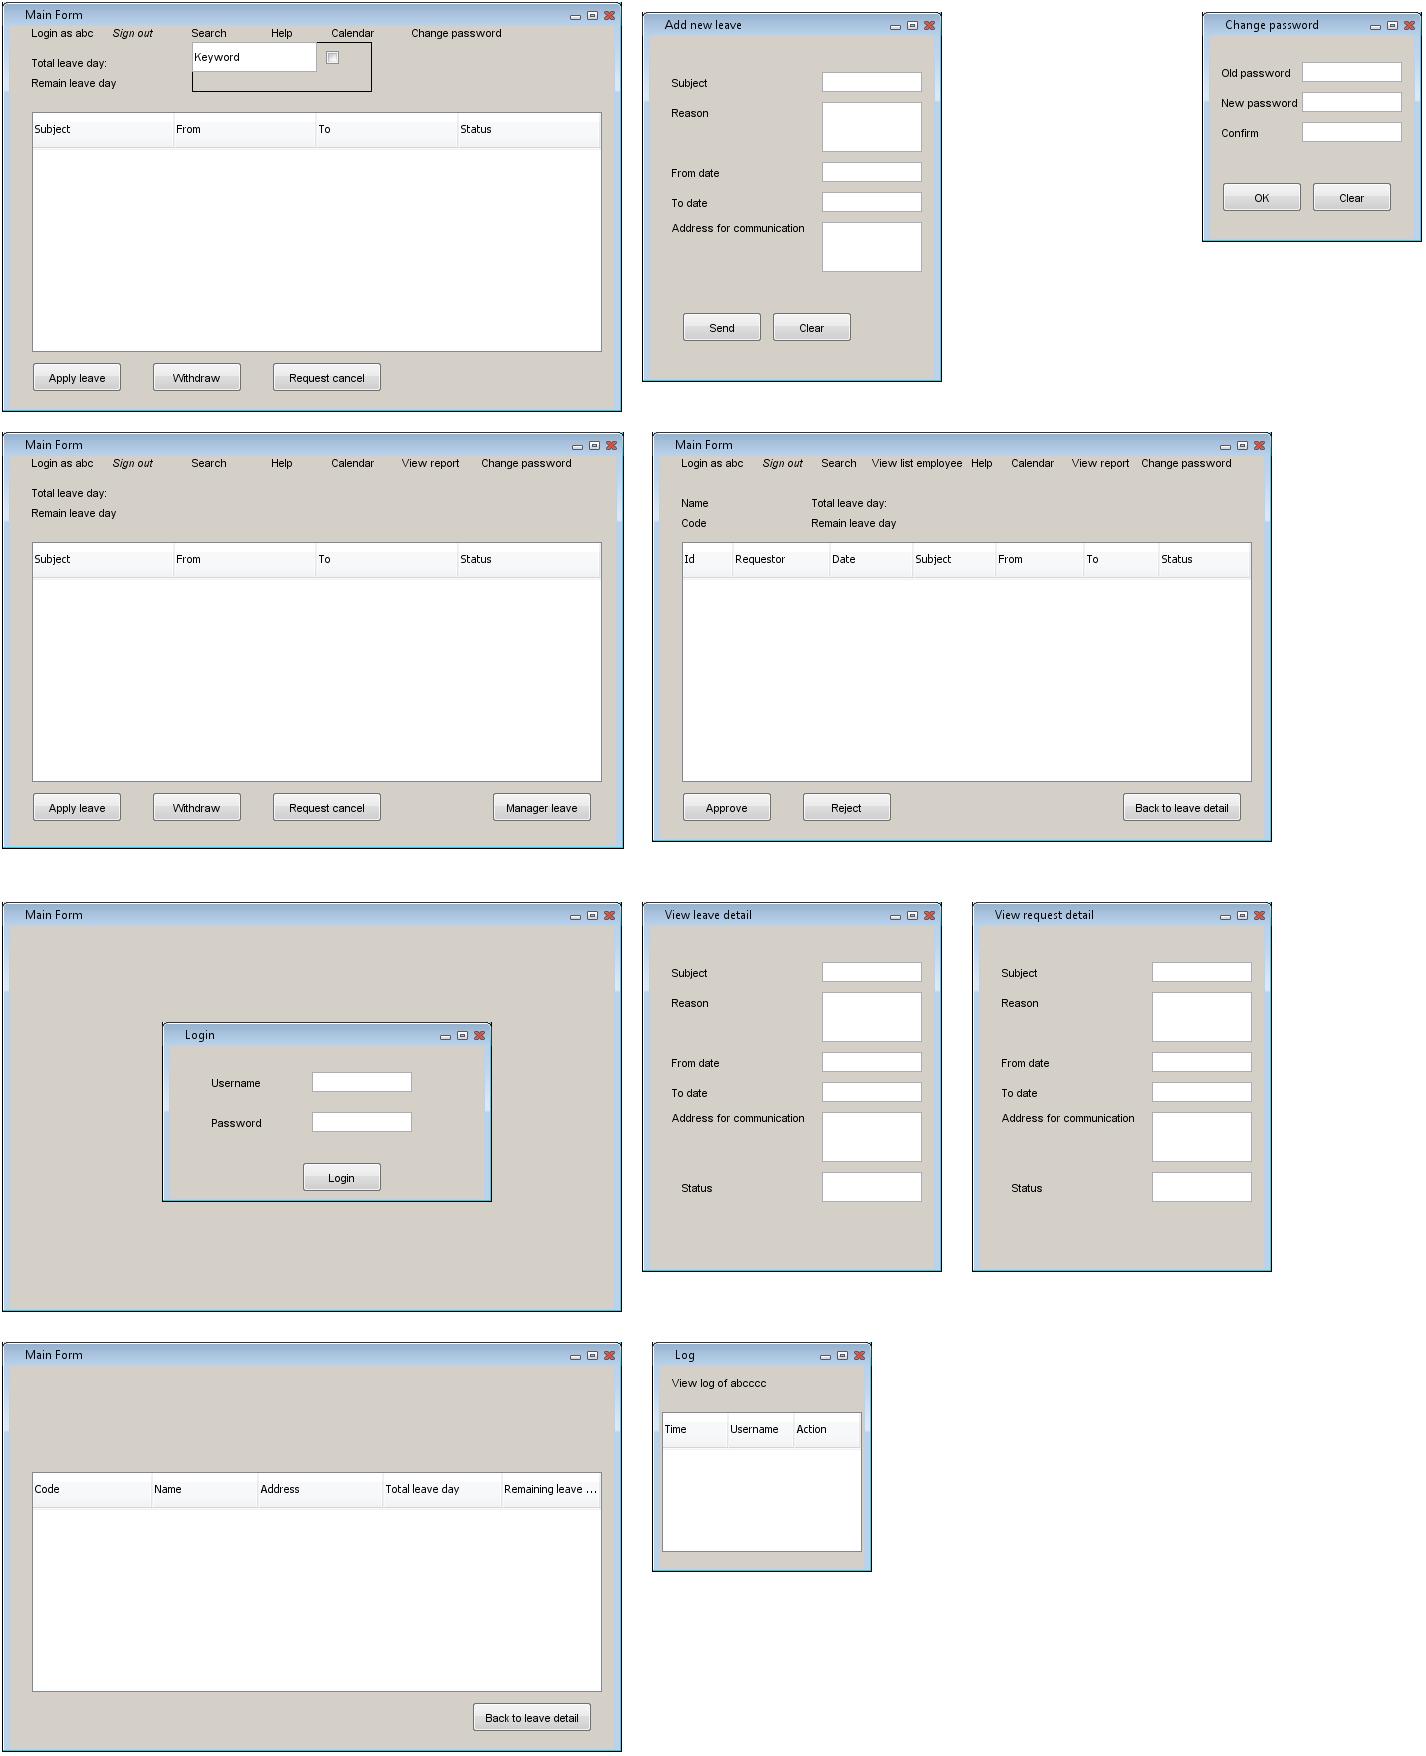 Main Form
Login as abc Sign out Search Help Calendar Change password
Keyword
Total leave day:
Remain leave day
Subject From To Status
Apply leave Withdraw Request cancel
Add new leave
Subject
Reason
From date
To date
Address for communication
Send Clear
Change password
Old password
New password
Confirm
OK Clear
Main Form
Login as abc Sign out Search Help Calendar View report Change password
Total leave day:
Remain leave day
Subject From To Status
Apply leave Withdraw Request cancel Manager leave
Main Form
Login as abc Sign out Search View list employee Help Calendar View report Change password
Name Total leave day:
Code Remain leave day
Id Requestor Date Subject From To Status
Approve Reject Back to leave detail
Main Form
Login
Username
Password
Login
View leave detail
Subject
Reason
From date
To date
Address for communication
Status
View request detail
Subject
Reason
From date
To date
Address for communication
Status
Main Form
Code Name Address Total leave day Remaining leave ...
Back to leave detail
Log
View log of abcccc
Time Username Action